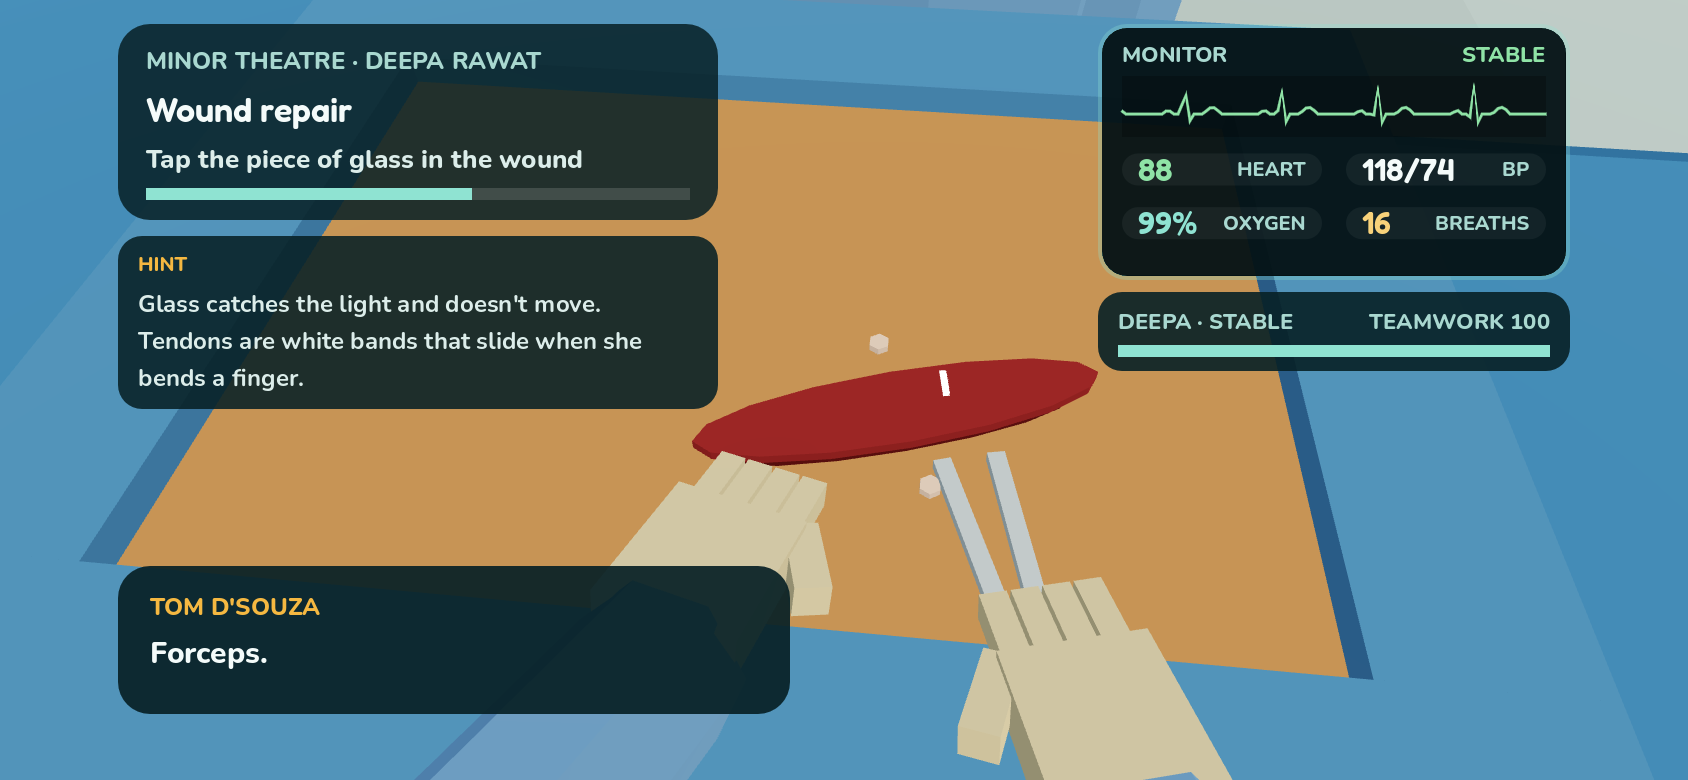 MINOR THEATRE · DEEPA RAWAT
Wound repair
Tap the piece of glass in the wound
HINT
Glass catches the light and doesn't move.
Tendons are white bands that slide when she
bends a finger.
MONITOR STABLE
88 HEART 118/74 BP
99% OXYGEN 16 BREATHS
DEEPA · STABLE TEAMWORK 100
TOM D'SOUZA
Forceps.